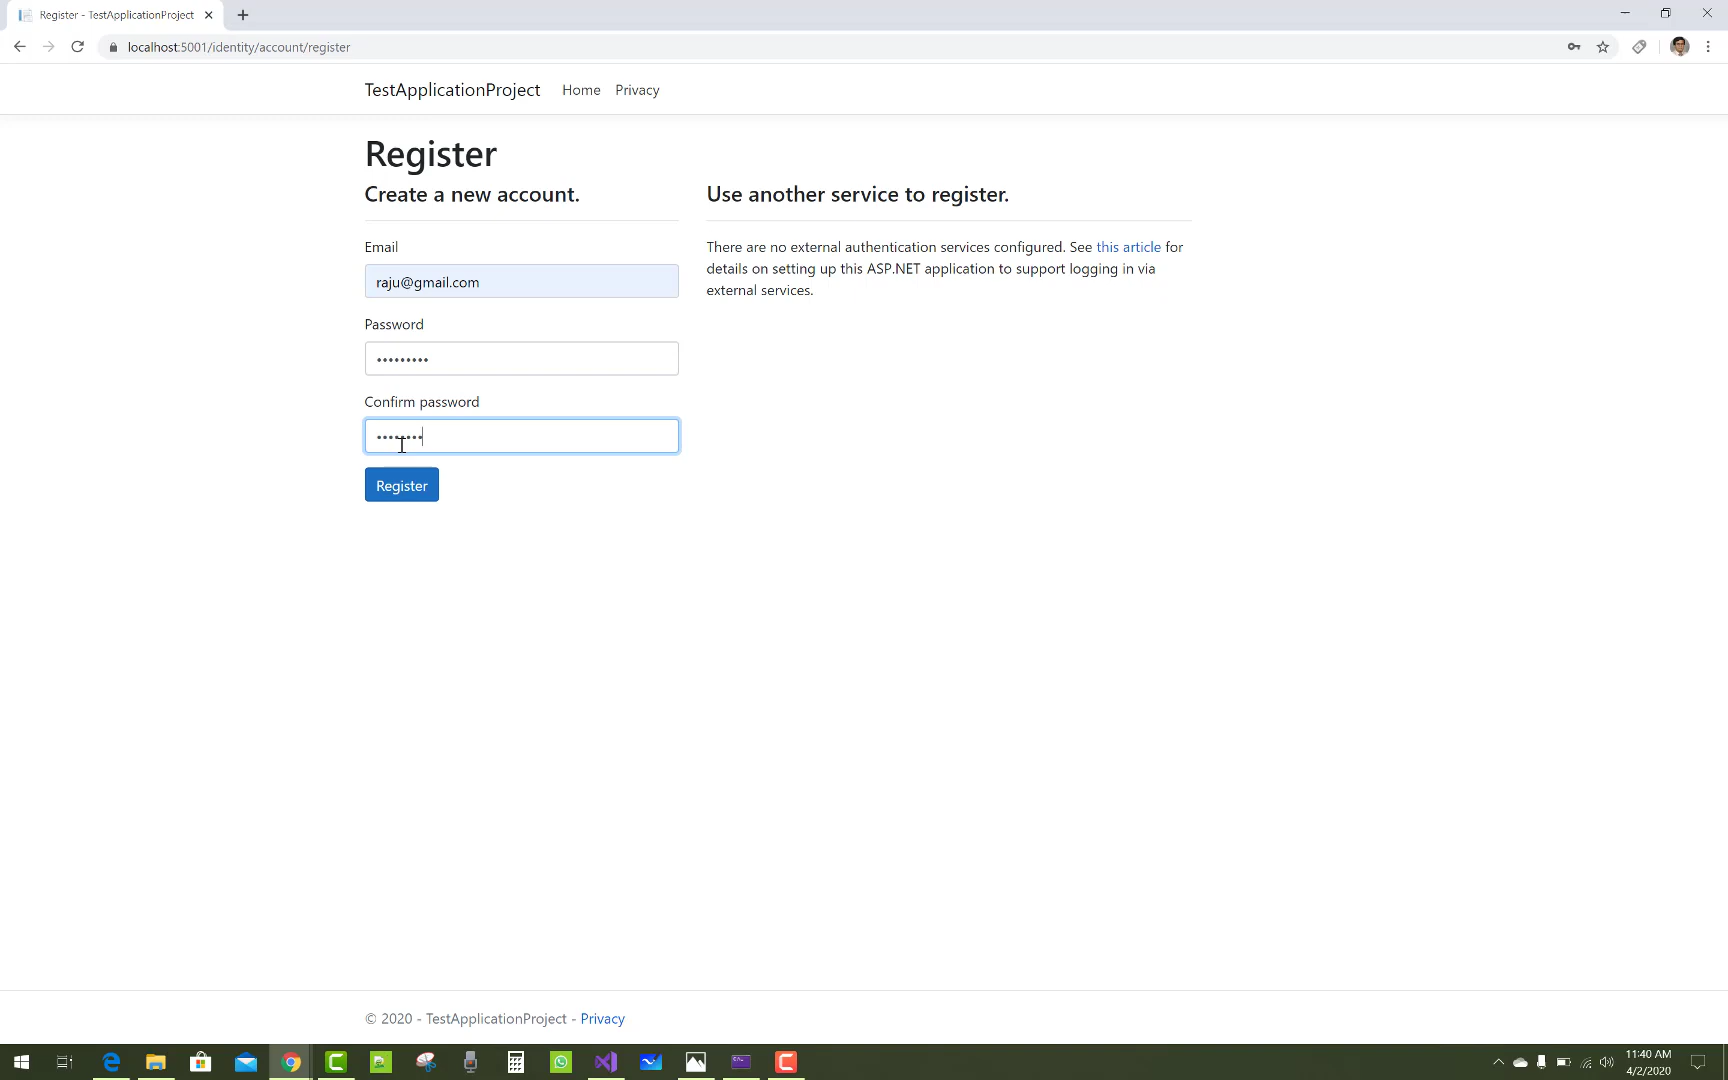 Register - TestApplicationProject
localhost:5001/identity/account/register
TestApplicationProject Home Privacy
Register
Create a new account.
Email
raju@gmail.com
Password
•••••••••
Confirm password
••••••••
Register
Use another service to register.
There are no external authentication services configured. See this article for
details on setting up this ASP.NET application to support logging in via
external services.
© 2020 - TestApplicationProject - Privacy
11:40 AM
4/2/2020